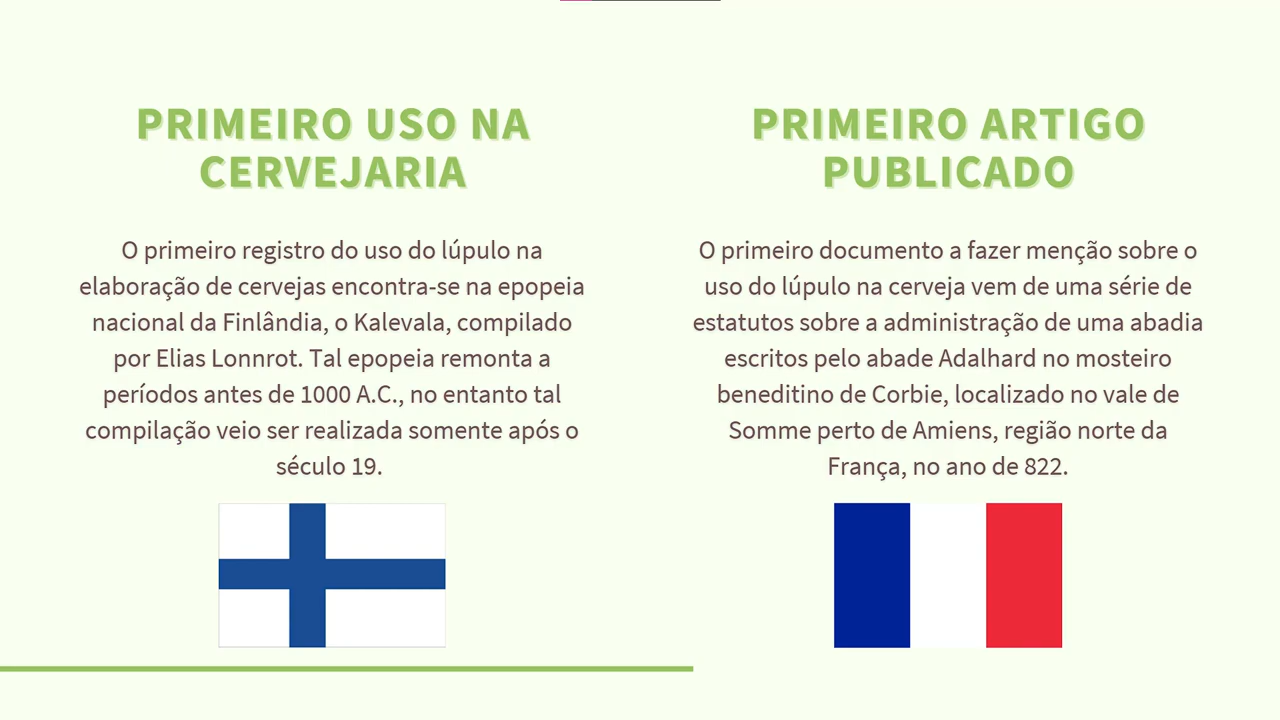 PRIMEIRO USO NA
CERVEJARIA
O primeiro registro do uso do lúpulo na
elaboração de cervejas encontra-se na epopeia
nacional da Finlândia, o Kalevala, compilado
por Elias Lonnrot. Tal epopeia remonta a
períodos antes de 1000 A.C., no entanto tal
compilação veio ser realizada somente após o
século 19.
PRIMEIRO ARTIGO
PUBLICADO
O primeiro documento a fazer menção sobre o
uso do lúpulo na cerveja vem de uma série de
estatutos sobre a administração de uma abadia
escritos pelo abade Adalhard no mosteiro
beneditino de Corbie, localizado no vale de
Somme perto de Amiens, região norte da
França, no ano de 822.